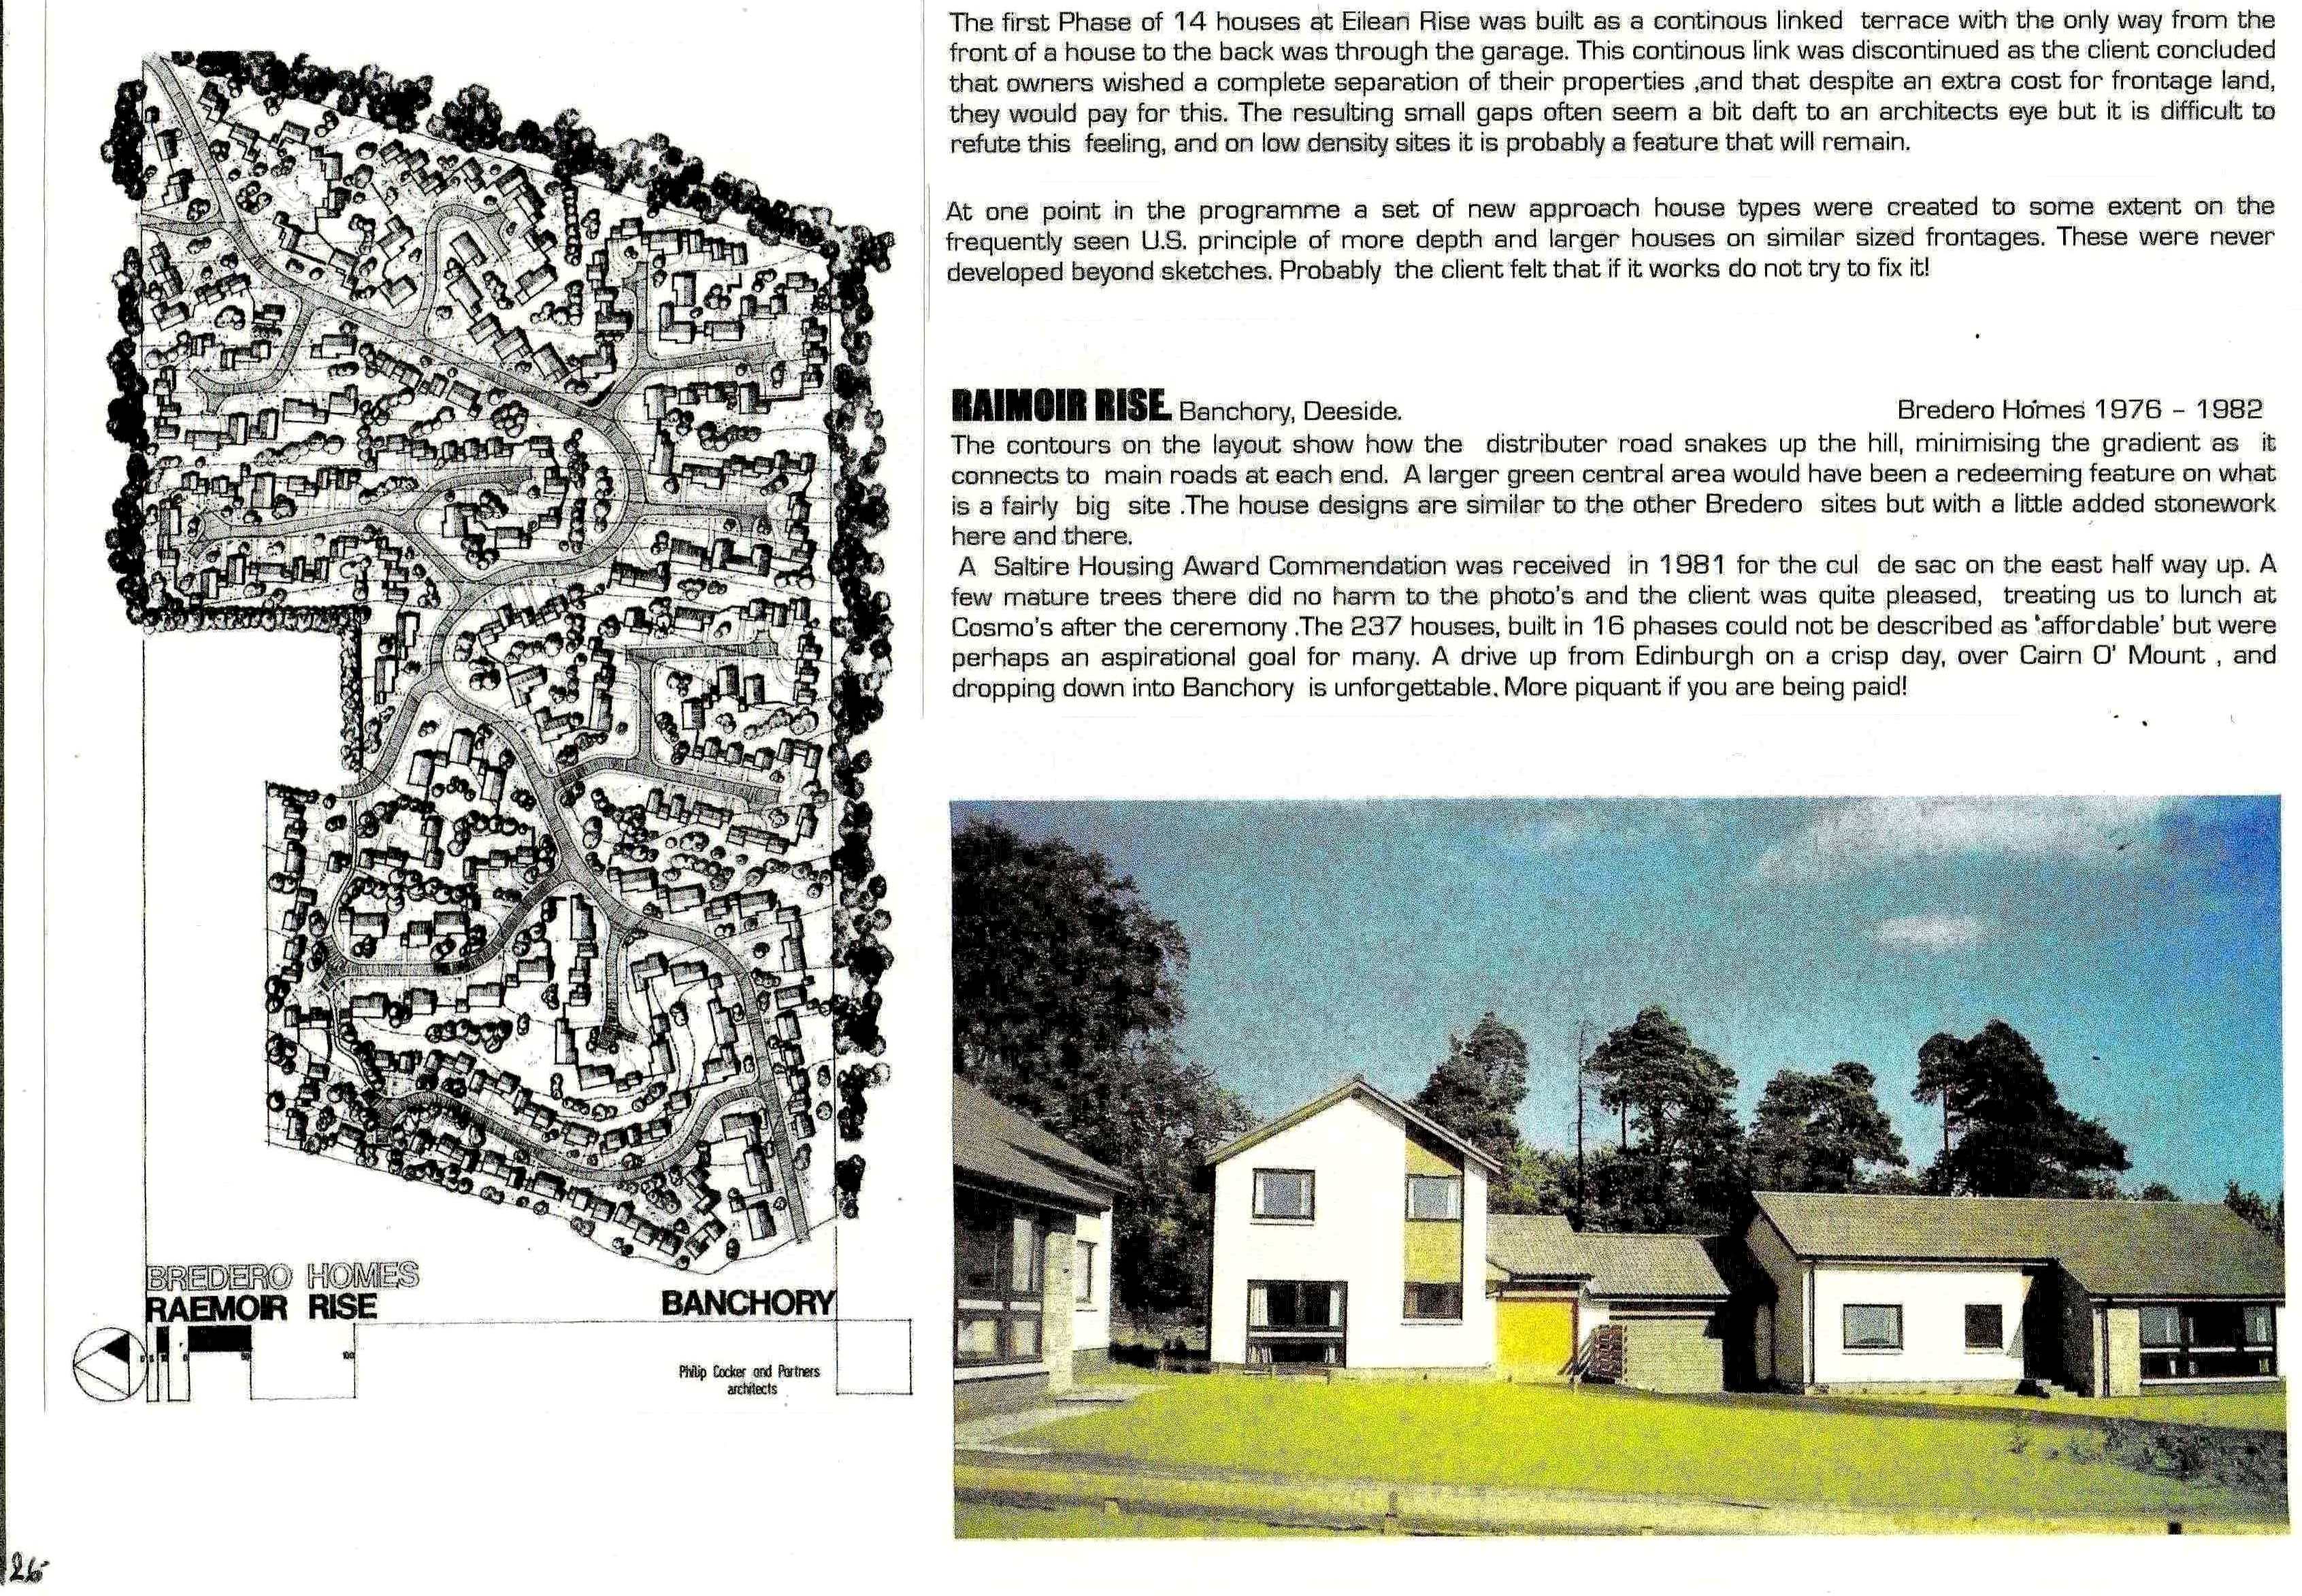 The first Phase of 14 houses at Eilean Rise was built as a continous linked terrace with the only way from the
front of a house to the back was through the garage. This continous link was discontinued as the client concluded
that owners wished a complete separation of their properties ,and that despite an extra cost for frontage land,
they would pay for this. The resulting small gaps often seem a bit daft to an architects eye but it is difficult to
refute this feeling, and on low density sites it is probably a feature that will remain.
At one point in the programme a set of new approach house types were created to some extent on the
frequently seen U.S. principle of more depth and larger houses on similar sized frontages. These were never
developed beyond sketches. Probably the client felt that if it works do not try to fix it!
RAIMOIR RISE. Banchory, Deeside. Bredero Homes 1976 - 1982
The contours on the layout show how the distributer road snakes up the hill, minimising the gradient as it
connects to main roads at each end. A larger green central area would have been a redeeming feature on what
is a fairly big site .The house designs are similar to the other Bredero sites but with a little added stonework
here and there.
A Saltire Housing Award Commendation was received in 1981 for the cul de sac on the east half way up. A
few mature trees there did no harm to the photo's and the client was quite pleased, treating us to lunch at
Cosmo's after the ceremony .The 237 houses, built in 16 phases could not be described as 'affordable' but were
perhaps an aspirational goal for many. A drive up from Edinburgh on a crisp day, over Cairn O' Mount , and
dropping down into Banchory is unforgettable. More piquant if you are being paid!
BREDERO HOMES
RAEMOIR RISE
BANCHORY
50
100
Philip Cocker and Partners
architects
26